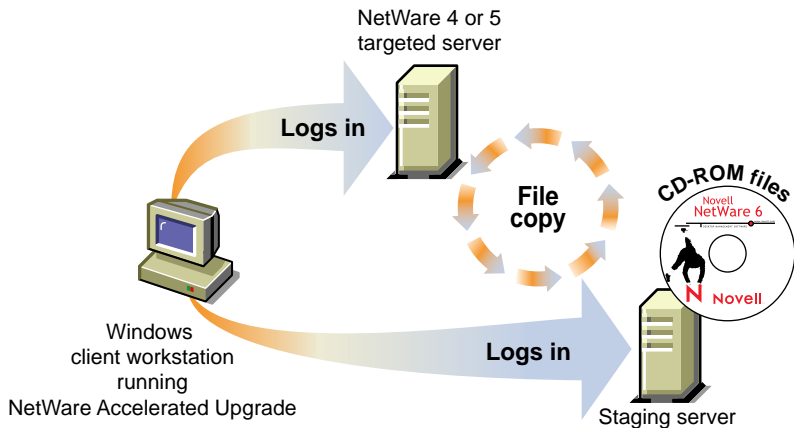 NetWare 4 or 5
targeted server
Logs in
File
copy
CD-ROM files
Novell
NetWare 6
N Novell
Windows
client workstation
running
NetWare Accelerated Upgrade
Logs in
Staging server